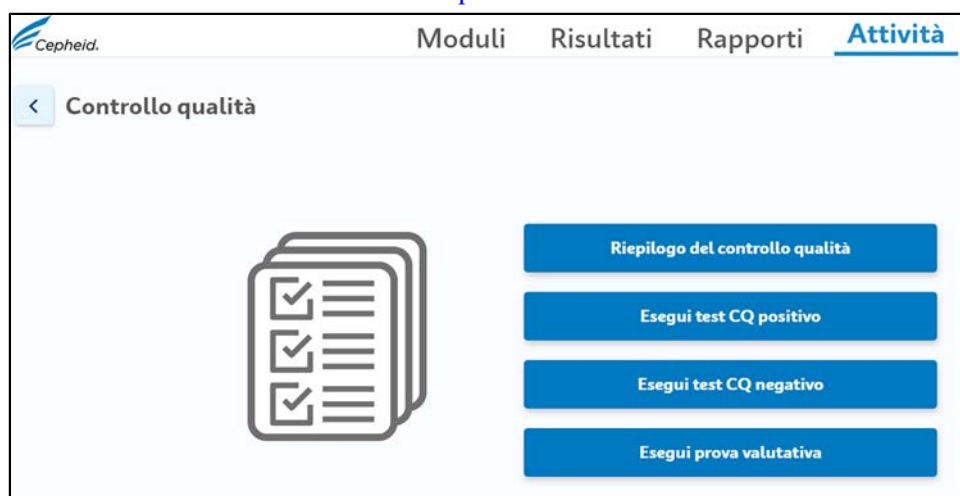 Cepheid.
Moduli Risultati Rapporti Attività
< Controllo qualità
Riepilogo del controllo qualità
Esegui test CQ positivo
Esegui test CQ negativo
Esegui prova valutativa